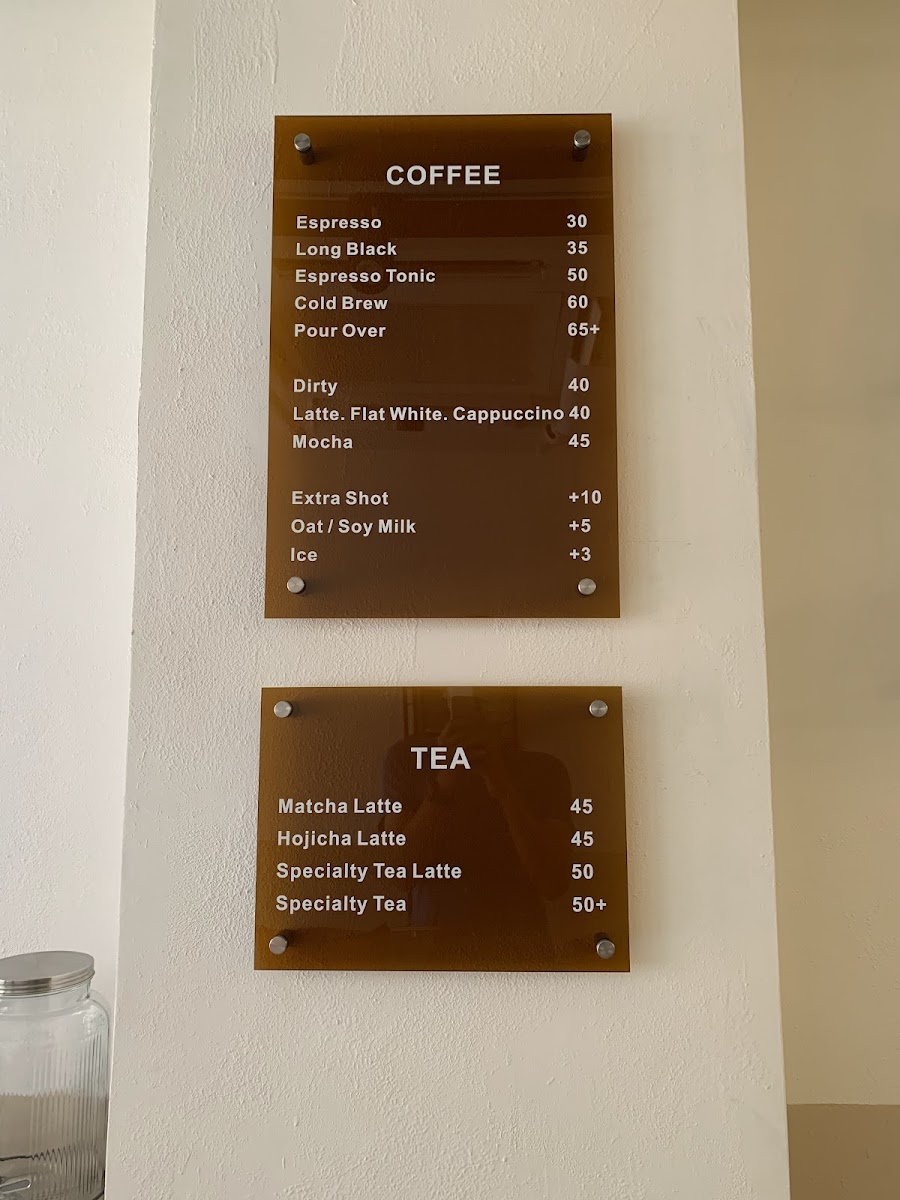 COFFEE
Espresso 30
Long Black 35
Espresso Tonic 50
Cold Brew 60
Pour Over 65+
Dirty 40
Latte. Flat White. Cappuccino 40
Mocha 45
Extra Shot +10
Oat / Soy Milk +5
Ice +3
TEA
Matcha Latte 45
Hojicha Latte 45
Specialty Tea Latte 50
Specialty Tea 50+